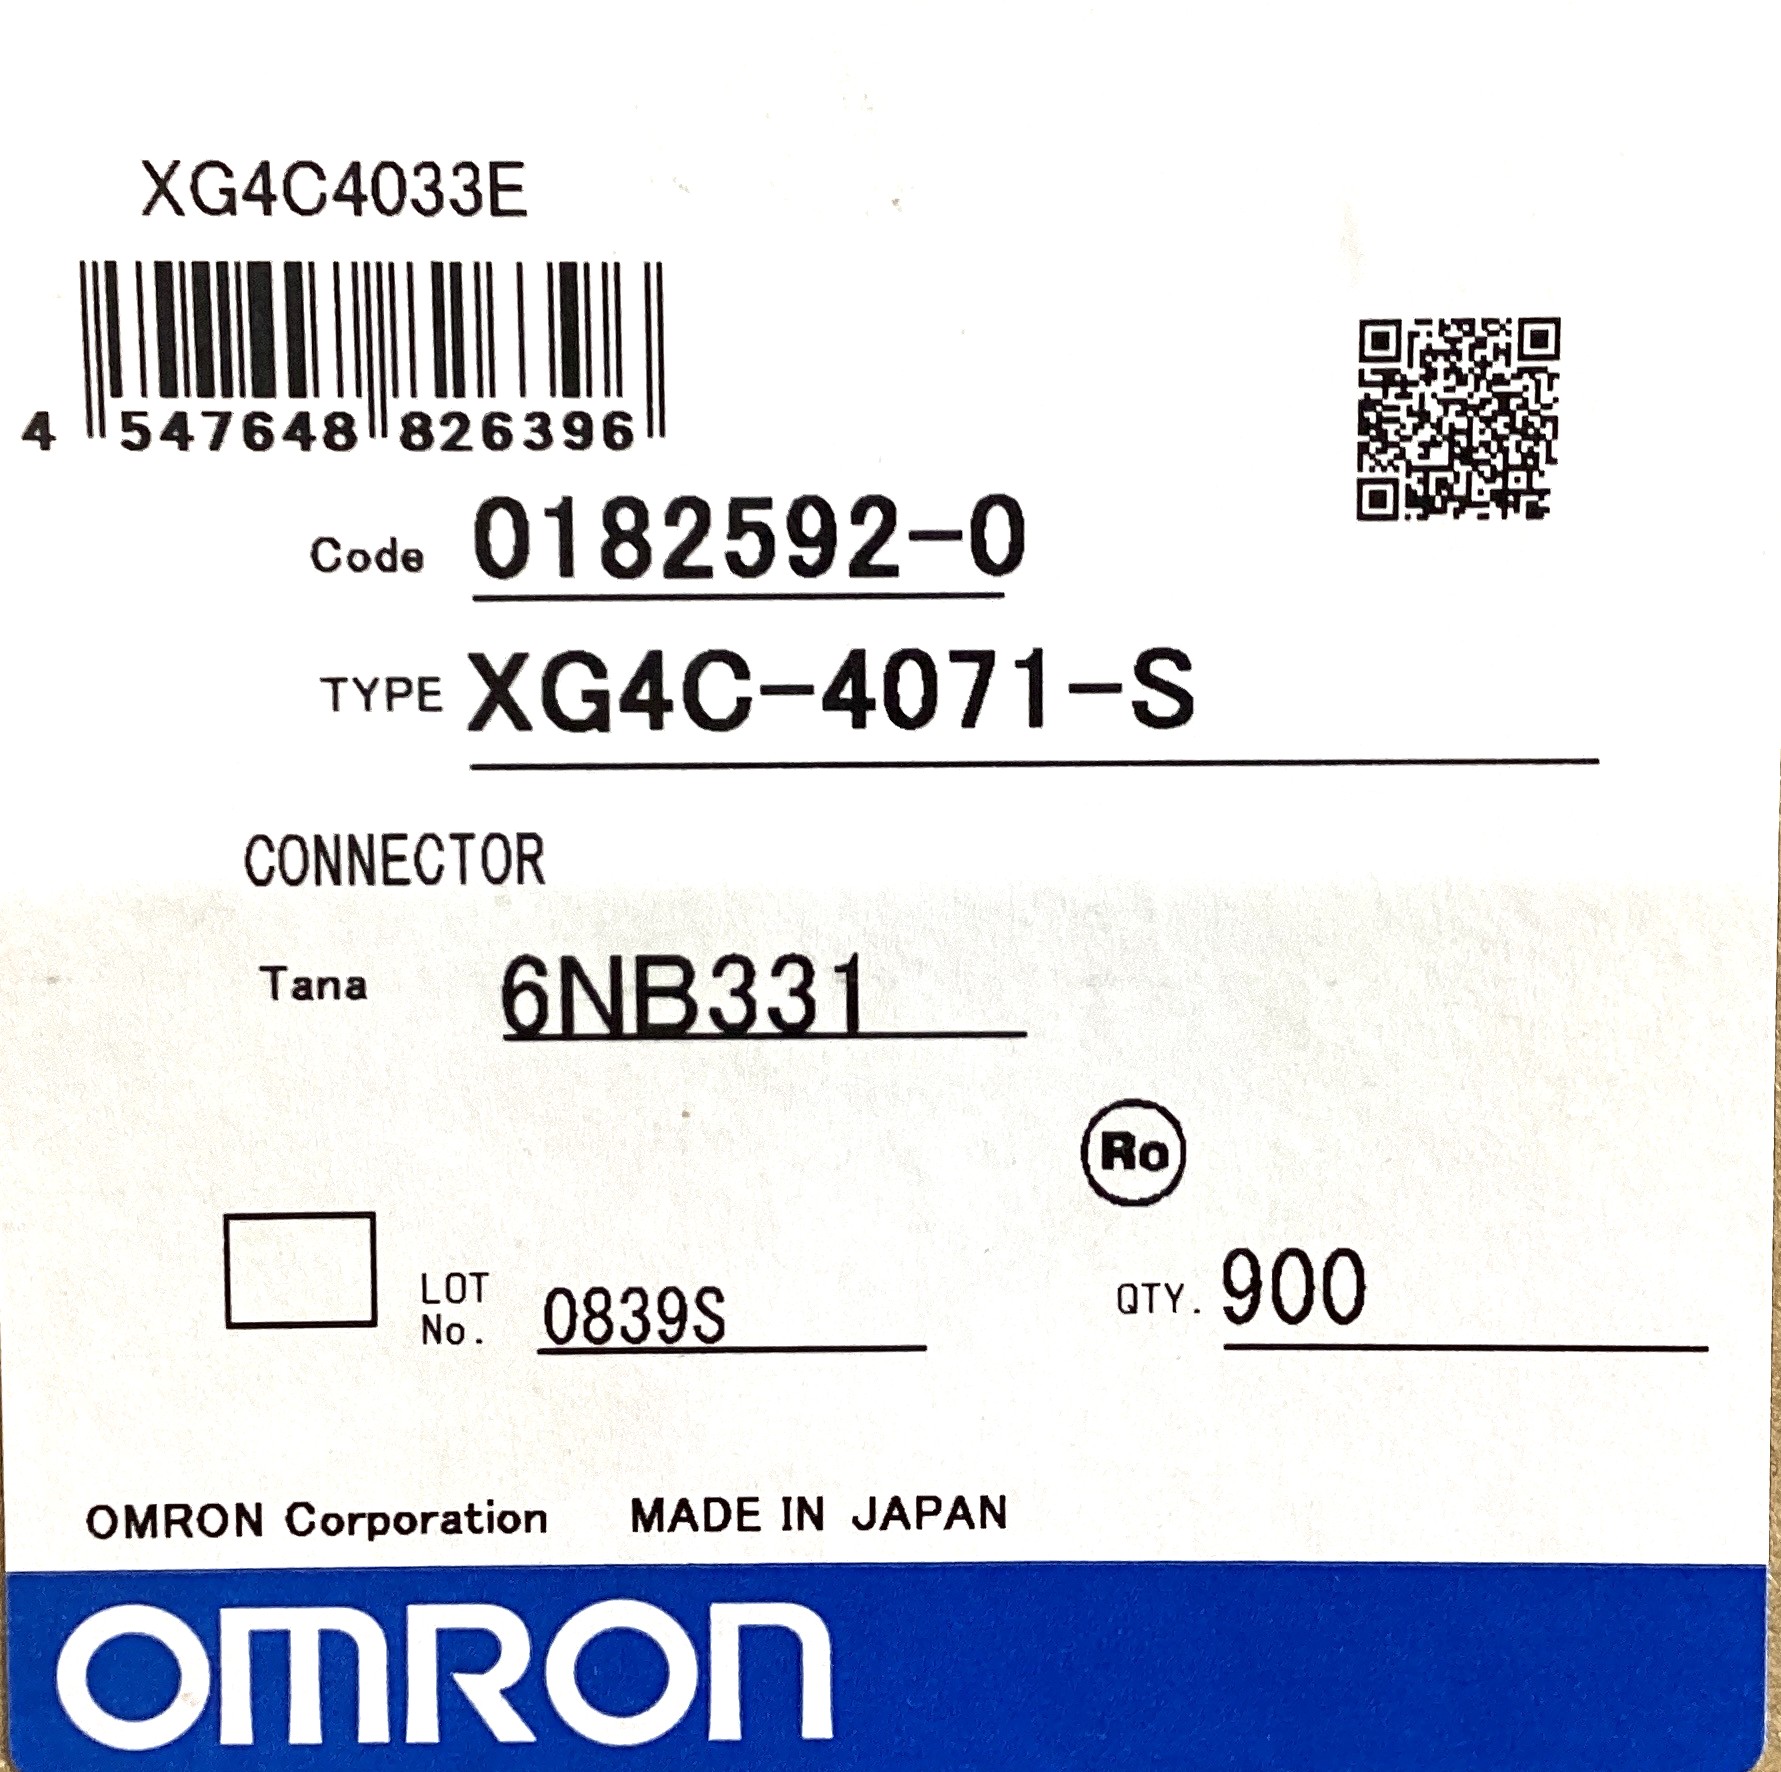 XG4C4033E
4 547648 826396
Code 0182592-0
TYPE XG4C-4071-S
CONNECTOR
Tana 6NB331
Ro
LOT No. 0839S QTY. 900
OMRON Corporation MADE IN JAPAN
OMRON